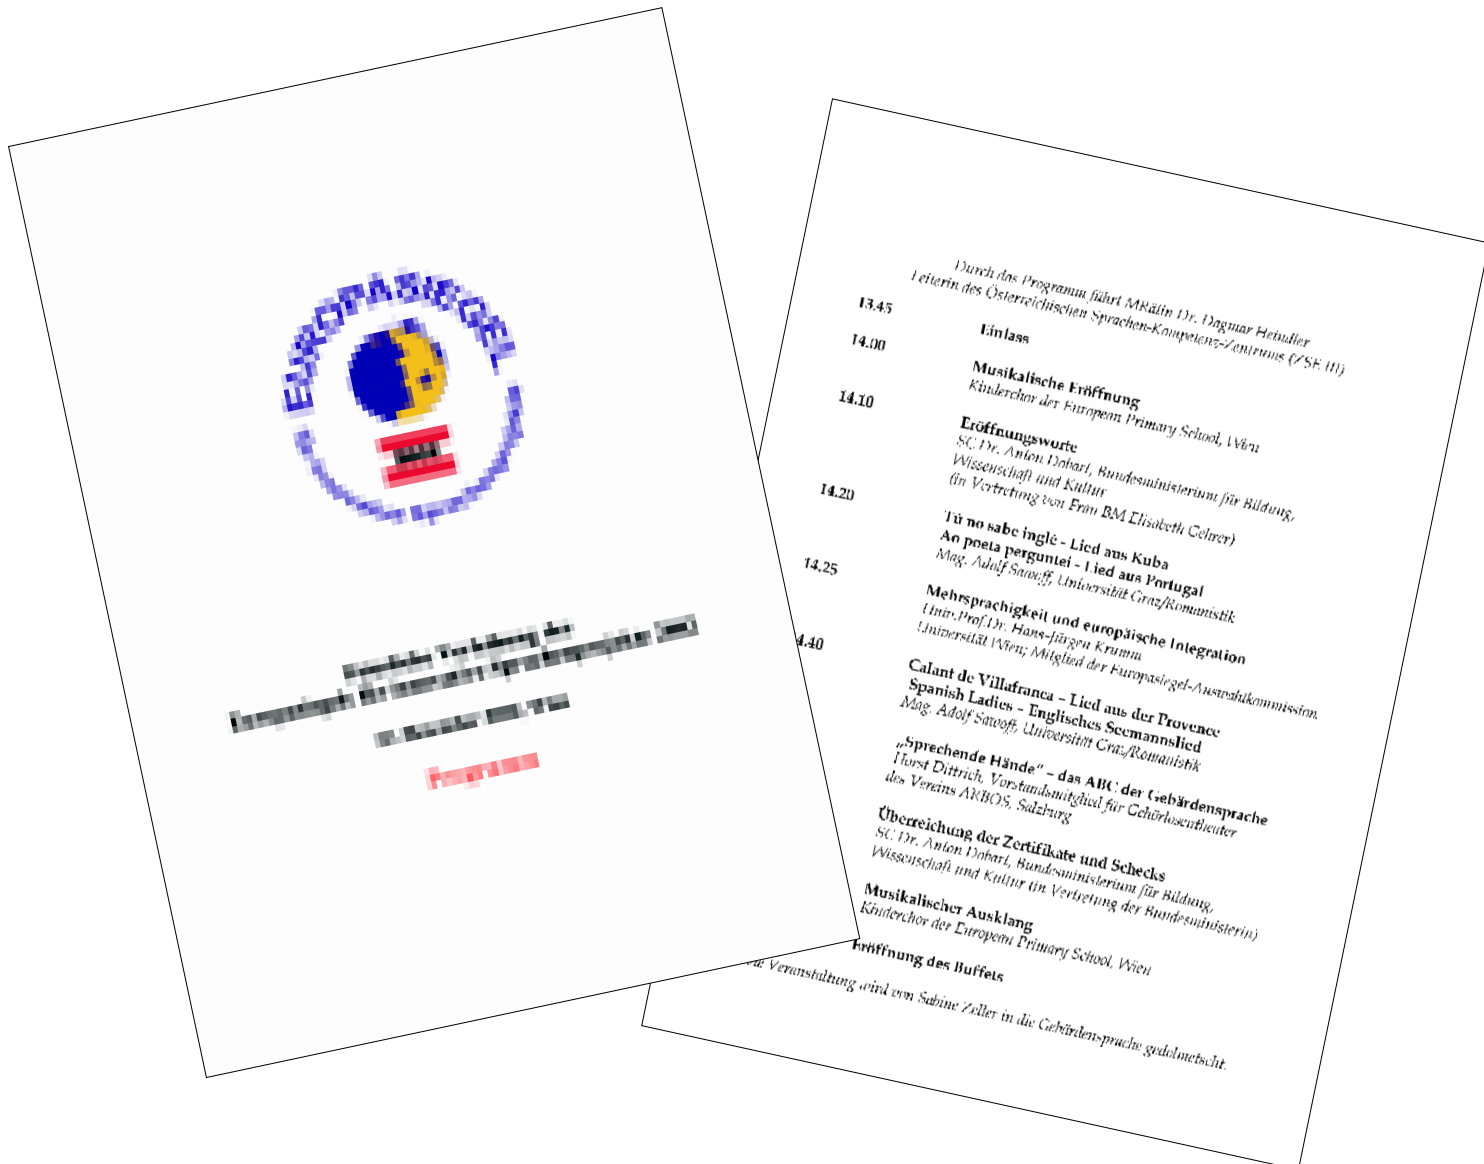 Durch das Programm führt MRätin Dr. Dagmar Heindler
Leiterin des Österreichischen Sprachen-Kompetenz-Zentrums (ZSE III)
13.45 Einlass
14.00 Musikalische Eröffnung
Kinderchor der European Primary School, Wien
14.10 Eröffnungsworte
SC Dr. Anton Dobart, Bundesministerium für Bildung,
Wissenschaft und Kultur
(in Vertretung von Frau BM Elisabeth Gehrer)
14.20 Tú no sabe inglé - Lied aus Kuba
Ao poeta perguntei - Lied aus Portugal
Mag. Adolf Sawoff, Universität Graz/Romanistik
14.25 Mehrsprachigkeit und europäische Integration
Univ.Prof.Dr. Hans-Jürgen Krumm
Universität Wien; Mitglied der Europasiegel-Auswahlkommission
4.40 Calant de Villafranca – Lied aus der Provence
Spanish Ladies – Englisches Seemannslied
Mag. Adolf Sawoff, Universität Graz/Romanistik
„Sprechende Hände“ – das ABC der Gebärdensprache
Horst Dittrich, Vorstandsmitglied für Gehörlosentheater
des Vereins ARBOS, Salzburg
Überreichung der Zertifikate und Schecks
SC Dr. Anton Dobart, Bundesministerium für Bildung,
Wissenschaft und Kultur (in Vertretung der Bundesministerin)
Musikalischer Ausklang
Kinderchor der European Primary School, Wien
Eröffnung des Buffets
Veranstaltung wird von Sabine Zeller in die Gebärdensprache gedolmetscht.